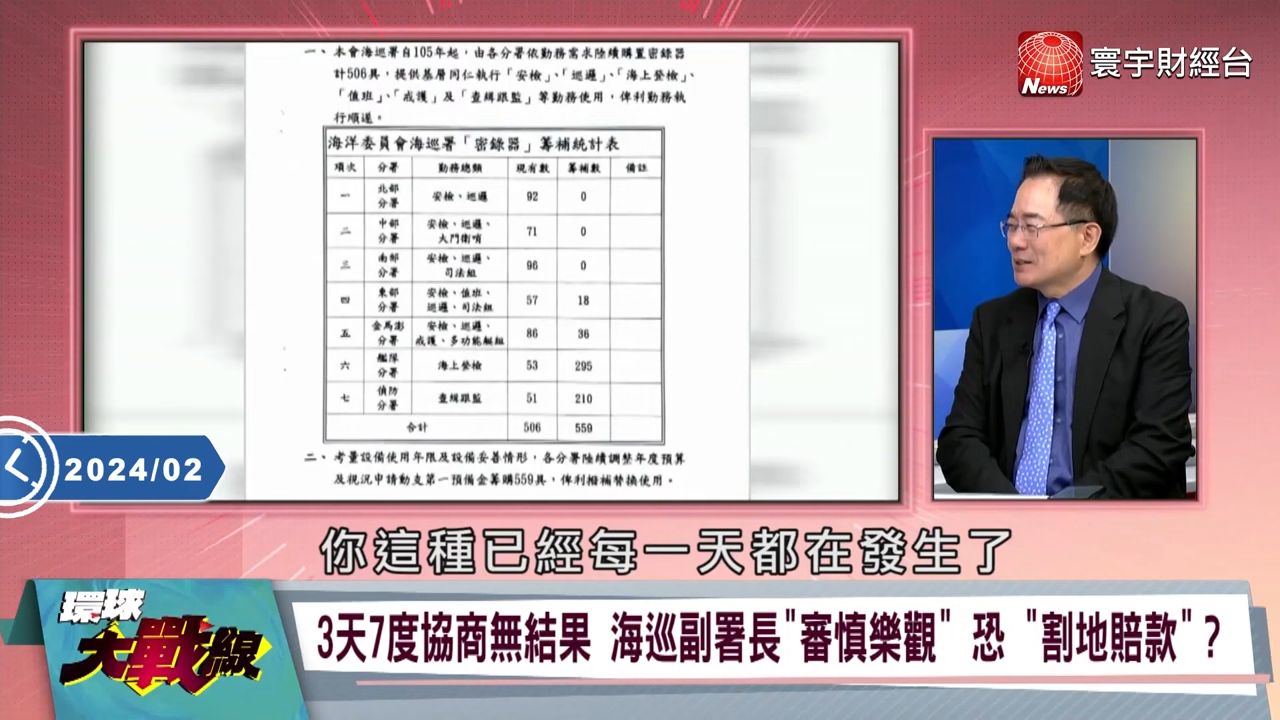 一、本會海巡署自105年起，由各分署依勤務需求陸續購置密錄器
計506具，提供基層同仁執行「安檢」、「巡邏」、「海上登檢」、
「值班」、「戒護」及「查緝跟監」等勤務使用，俾利勤務執
行順遂。
海洋委員會海巡署「密錄器」籌補統計表
項次 分署 勤務總類 現有數 籌補數 備註
一 北部分署 安檢、巡邏 92 0
二 中部分署 安檢、巡邏、大門衛哨 71 0
三 南部分署 安檢、巡邏、司法組 96 0
四 東部分署 安檢、值班、巡邏、司法組 57 18
五 金馬澎分署 安檢、巡邏、戒護、多功能艇組 86 36
六 艦隊分署 海上登檢 53 295
七 偵防分署 查緝跟監 51 210
合計 506 559
二、考量設備使用年限及設備妥善情形，各分署陸續調整年度預算
及視況申請動支第一預備金籌購559具，俾利撥補替換使用。
News 寰宇財經台
2024/02
你這種已經每一天都在發生了
環球
大戰線
3天7度協商無結果 海巡副署長"審慎樂觀" 恐 "割地賠款"？